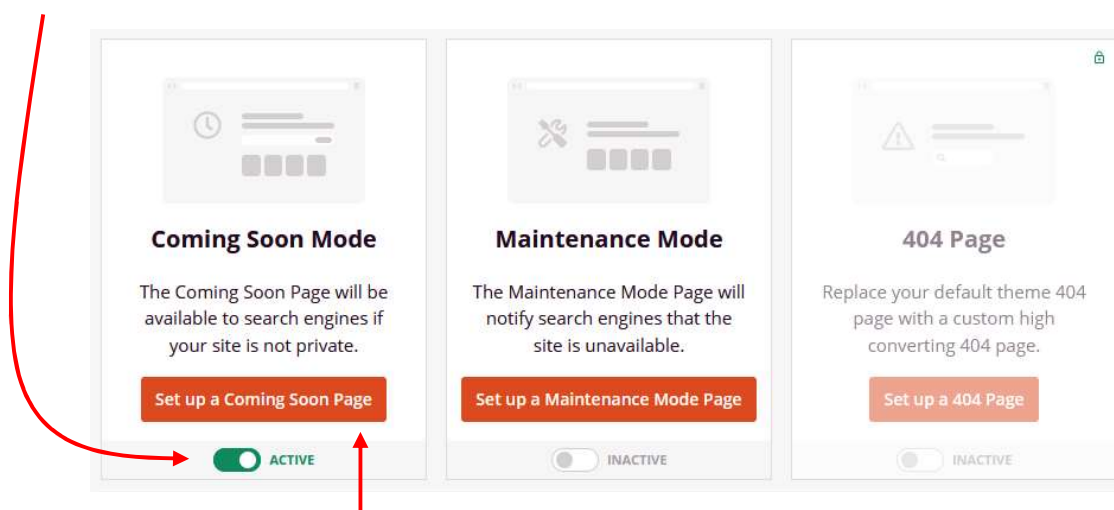 Coming Soon Mode
The Coming Soon Page will be
available to search engines if
your site is not private.
Set up a Coming Soon Page
ACTIVE
Maintenance Mode
The Maintenance Mode Page will
notify search engines that the
site is unavailable.
Set up a Maintenance Mode Page
INACTIVE
404 Page
Replace your default theme 404
page with a custom high
converting 404 page.
Set up a 404 Page
INACTIVE